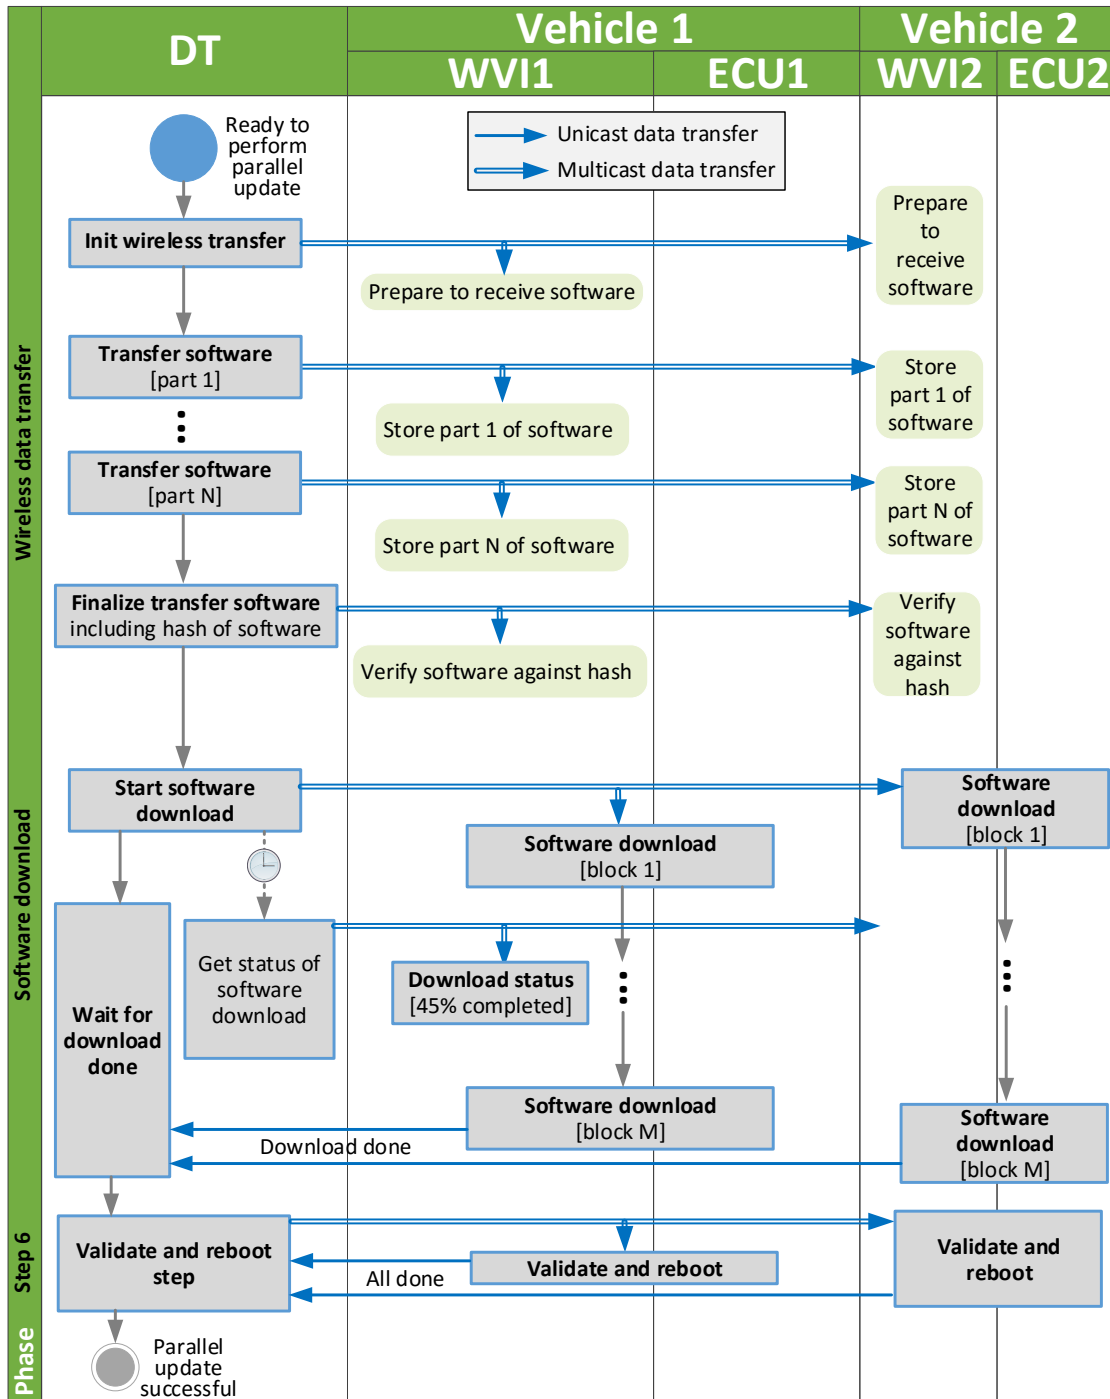 DT
Vehicle 1
Vehicle 2
WVI1
ECU1
WVI2
ECU2
Ready to
perform
parallel
update
Unicast data transfer
Multicast data transfer
Wireless data transfer
Init wireless transfer
Prepare to receive software
Prepare
to
receive
software
Transfer software
[part 1]
Store part 1 of software
Store
part 1 of
software
Transfer software
[part N]
Store part N of software
Store
part N of
software
Finalize transfer software
including hash of software
Verify software against hash
Verify
software
against
hash
Software download
Start software
download
Software download
[block 1]
Software
download
[block 1]
Get status of
software
download
Download status
[45% completed]
Wait for
download
done
Software download
[block M]
Software
download
[block M]
Download done
Step 6
Validate and reboot
step
Validate and reboot
Validate and
reboot
All done
Phase
Parallel
update
successful